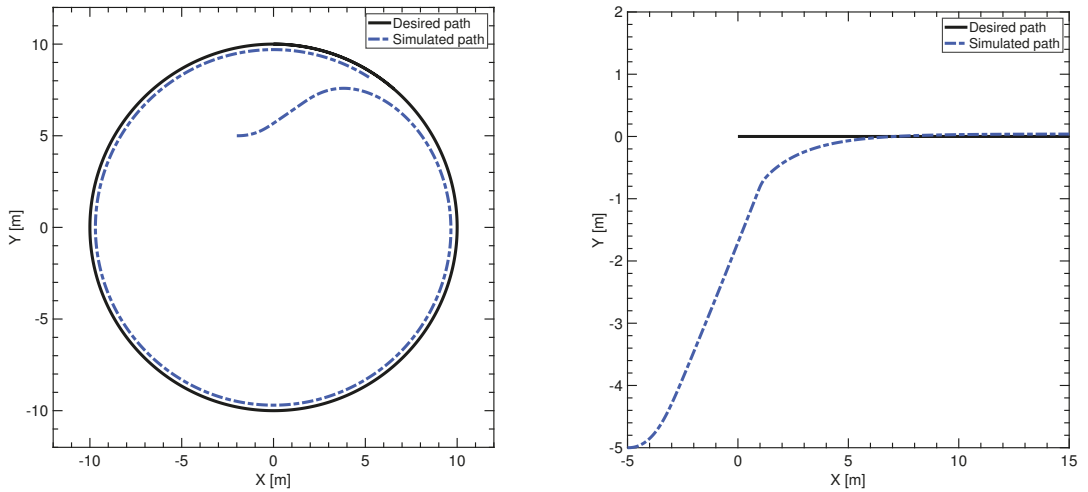 Desired path
Simulated path
10
5
0
-5
-10
Y [m]
-10 -5 0 5 10
X [m]
Desired path
Simulated path
2
1
0
-1
-2
-3
-4
-5
Y [m]
-5 0 5 10 15
X [m]